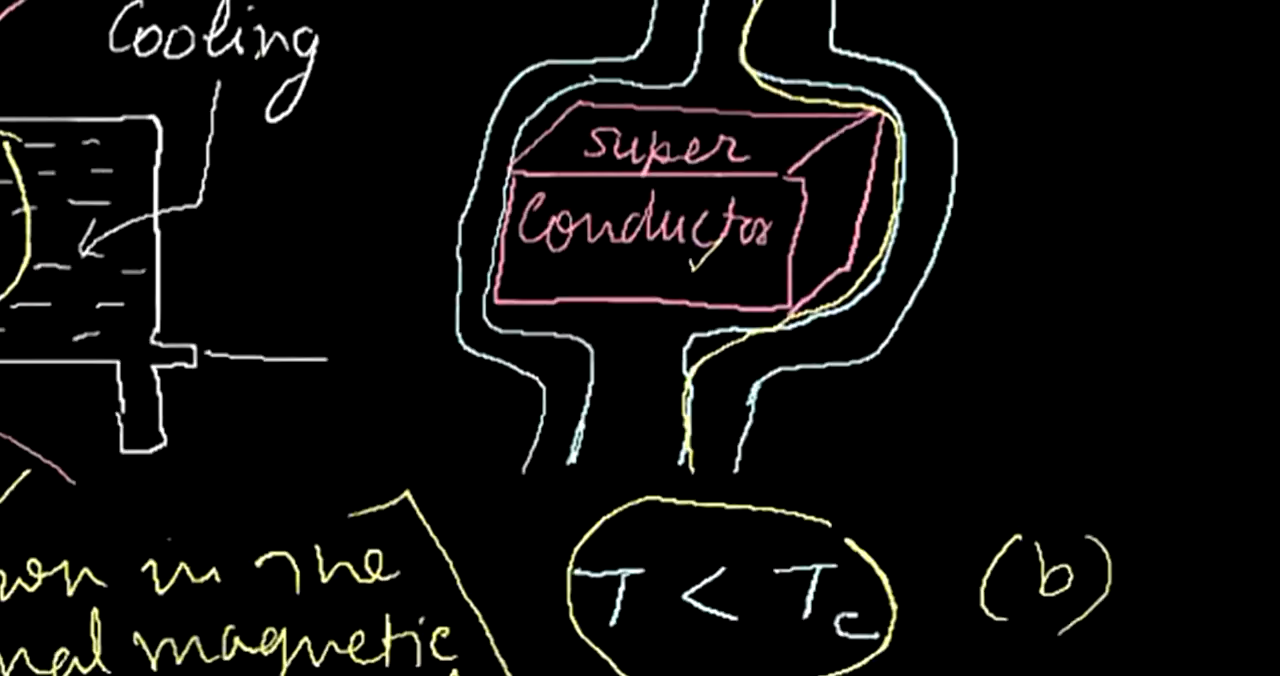 Cooling
super
Conductor
T < Tc
(b)
in the
magnetic